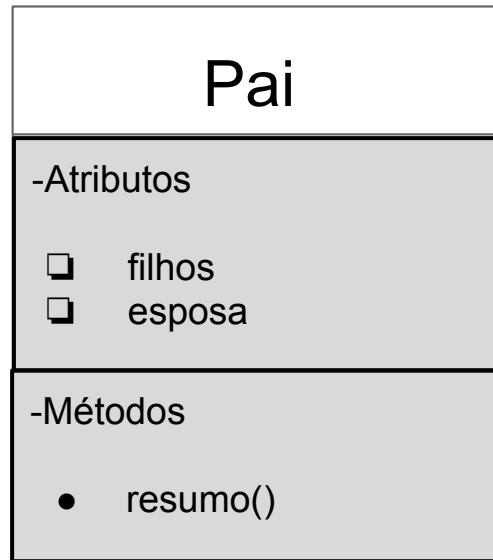 Pai
-Atributos
❏ filhos
❏ esposa
-Métodos
● resumo()